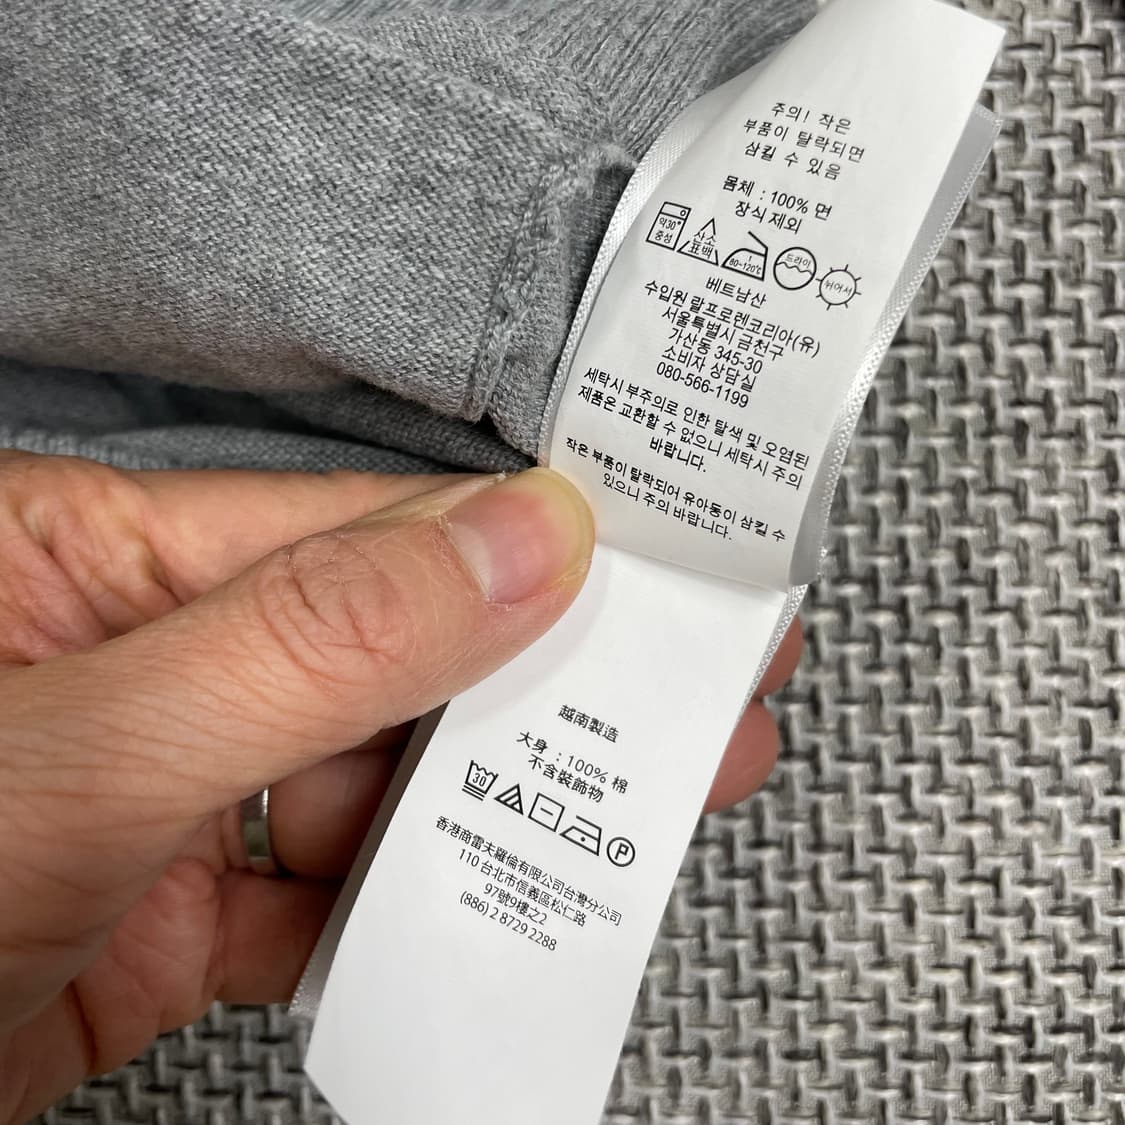 주의! 작은
부품이 탈락되면
삼킬 수 있음
몸체 : 100% 면
장식 제외
약30°
중성
산소
표백
80~120℃
드라이
뉘어서
베트남산
수입원 랄프로렌코리아(유)
서울특별시 금천구
가산동 345-30
소비자 상담실
080-566-1199
세탁시 부주의로 인한 탈색 및 오염된
제품은 교환할 수 없으니 세탁시 주의
바랍니다.
작은 부품이 탈락되어 유아동이 삼킬 수
있으니 주의 바랍니다.
越南製造
大身 : 100% 棉
不含裝飾物
30
P
香港商雷夫羅倫有限公司台灣分公司
110 台北市信義區松仁路
97號9樓之2
(886) 2 8729 2288